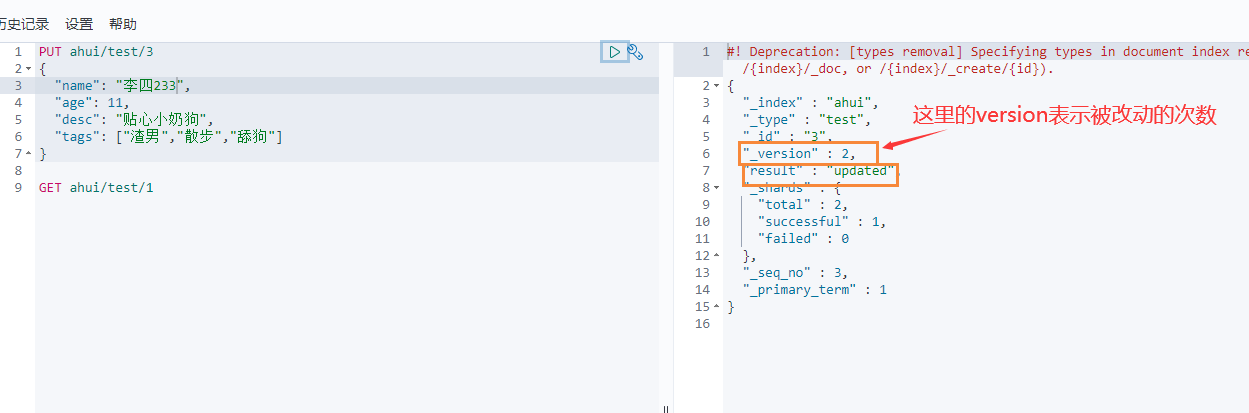 历史记录 设置 帮助
1 PUT ahui/test/3
2 {
3 "name": "李四233",
4 "age": 11,
5 "desc": "贴心小奶狗",
6 "tags": ["渣男","散步","舔狗"]
7 }
8
9 GET ahui/test/1
1 #! Deprecation: [types removal] Specifying types in document index re
/{index}/_doc, or /{index}/_create/{id}).
2 {
3 "_index" : "ahui",
4 "_type" : "test",
5 "_id" : "3",
6 "_version" : 2,
7 "result" : "updated",
8 "_shards" : {
9 "total" : 2,
10 "successful" : 1,
11 "failed" : 0
12 },
13 "_seq_no" : 3,
14 "_primary_term" : 1
15 }
16
这里的version表示被改动的次数